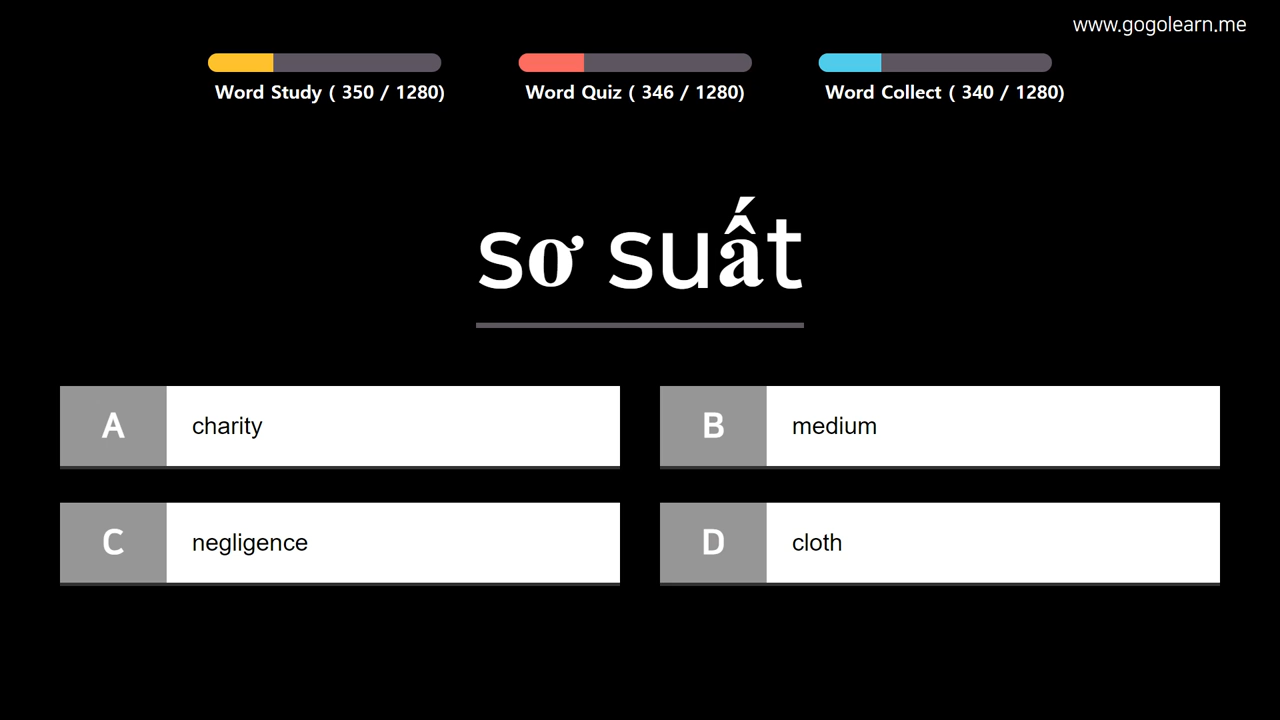 www.gogolearn.me
Word Study ( 350 / 1280)
Word Quiz ( 346 / 1280)
Word Collect ( 340 / 1280)
sơ suất
A charity
B medium
C negligence
D cloth